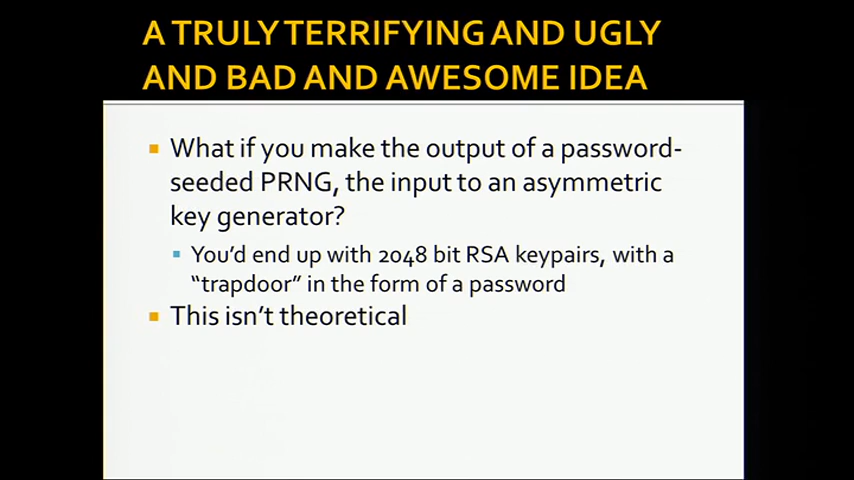 A TRULY TERRIFYING AND UGLY
AND BAD AND AWESOME IDEA
What if you make the output of a password-
seeded PRNG, the input to an asymmetric
key generator?
You'd end up with 2048 bit RSA keypairs, with a
"trapdoor" in the form of a password
This isn't theoretical